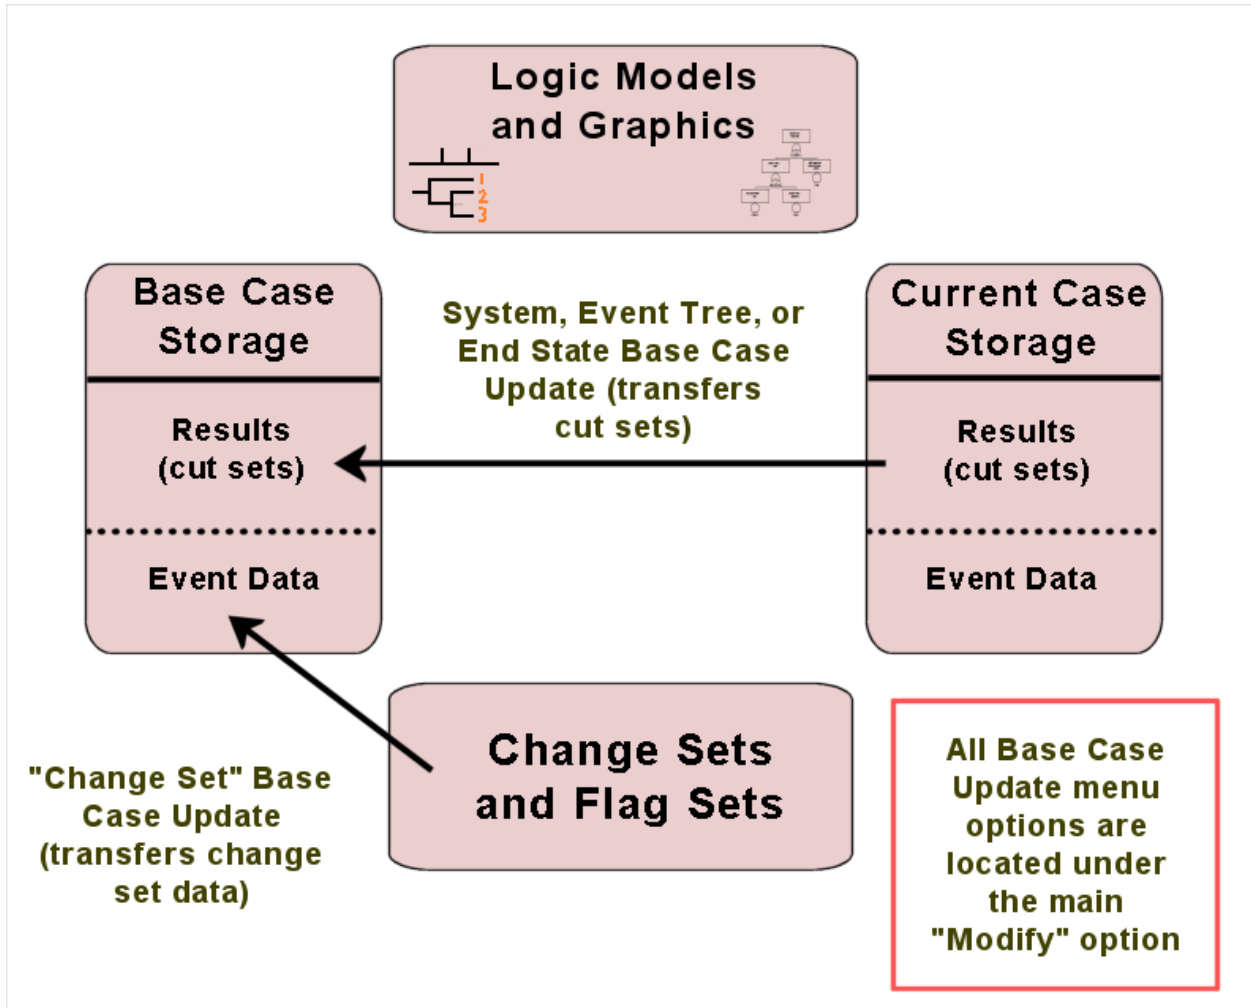 Logic Models
and Graphics
1
2
3
Base Case
Storage
Results
(cut sets)
Event Data
System, Event Tree, or
End State Base Case
Update (transfers
cut sets)
Current Case
Storage
Results
(cut sets)
Event Data
"Change Set" Base
Case Update
(transfers change
set data)
Change Sets
and Flag Sets
All Base Case
Update menu
options are
located under
the main
"Modify" option